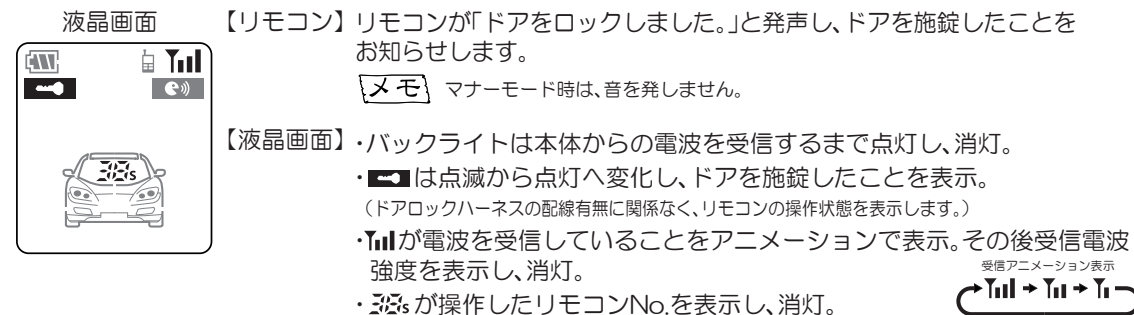 液晶画面
【リモコン】リモコンが「ドアをロックしました。」と発声し、ドアを施錠したことを
お知らせします。
メモ マナーモード時は、音を発しません。
【液晶画面】・バックライトは本体からの電波を受信するまで点灯し、消灯。
・は点滅から点灯へ変化し、ドアを施錠したことを表示。
（ドアロックハーネスの配線有無に関係なく、リモコンの操作状態を表示します。）
・が電波を受信していることをアニメーションで表示。その後受信電波
強度を表示し、消灯。
受信アニメーション表示
・が操作したリモコンNo.を表示し、消灯。